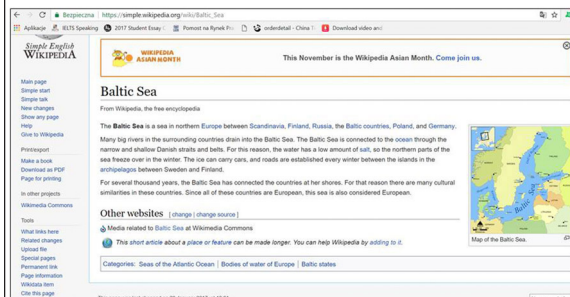 Bezpieczna | https://simple.wikipedia.org/wiki/Baltic_Sea
Aplikacje IELTS Speaking 2017 Student Essay Pomost na Rynek Pra orderdetail - China T Download video and
Simple English
WIKIPEDIA
WIKIPEDIA
ASIAN MONTH
This November is the Wikipedia Asian Month. Come join us.
Main page
Simple start
Simple talk
New changes
Show any page
Help
Give to Wikipedia
Print/export
Make a book
Download as PDF
Page for printing
In other projects
Wikimedia Commons
Tools
What links here
Related changes
Upload file
Special pages
Permanent link
Page information
Wikidata item
Cite this page
Baltic Sea
From Wikipedia, the free encyclopedia
The Baltic Sea is a sea in northern Europe between Scandinavia, Finland, Russia, the Baltic countries, Poland, and Germany.
Many big rivers in the surrounding countries drain into the Baltic Sea. The Baltic Sea is connected to the ocean through the
narrow and shallow Danish straits and belts. For this reason, the water has a low amount of salt, so the northern parts of the
sea freeze over in the winter. The ice can carry cars, and roads are established every winter between the islands in the
archipelagos between Sweden and Finland.
For several thousand years, the Baltic Sea has connected the countries at her shores. For that reason there are many cultural
similarities in these countries. Since all of these countries are European, this sea is also considered European.
Baltic
Map of the Baltic Sea.
Other websites [ change | change source ]
Media related to Baltic Sea at Wikimedia Commons
This short article about a place or feature can be made longer. You can help Wikipedia by adding to it.
Categories: Seas of the Atlantic Ocean | Bodies of water of Europe | Baltic states